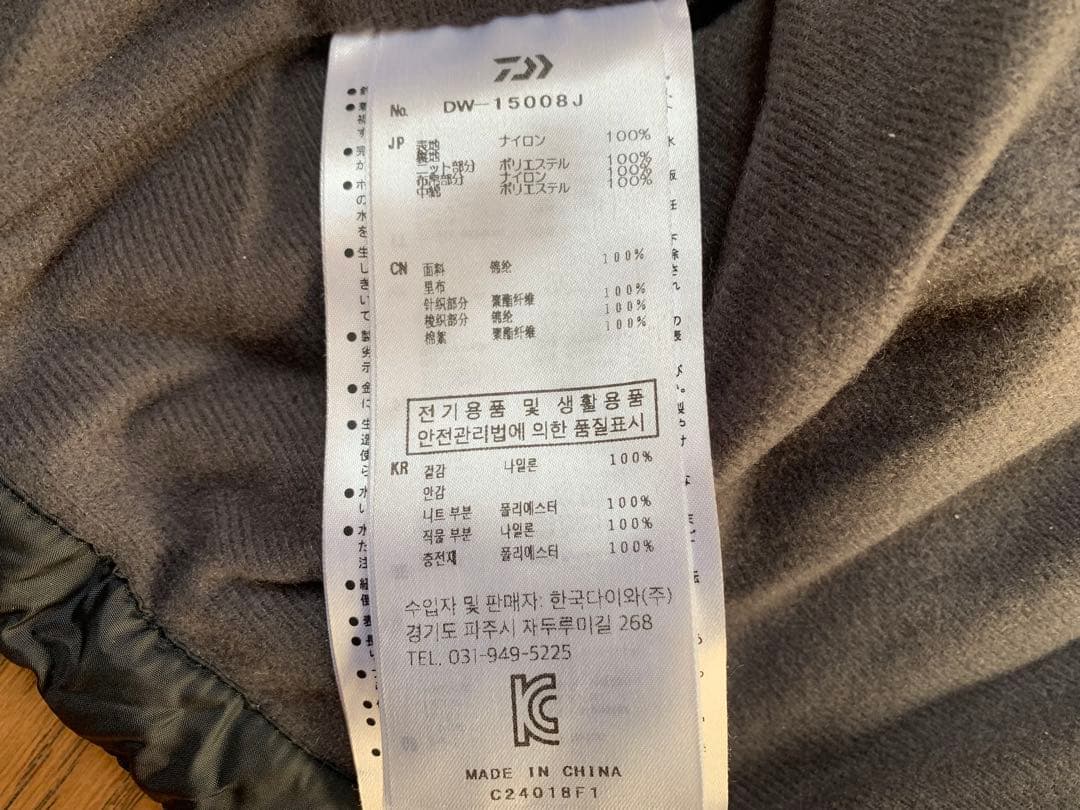 No. DW-15008J
JP 表地 ナイロン 100%
裏地
ニット部分 ポリエステル 100%
布帛部分 ナイロン 100%
中綿 ポリエステル 100%
CN 面料 锦纶 100%
里布
针织部分 聚酯纤维 100%
梭织部分 锦纶 100%
棉絮 聚酯纤维 100%
전기용품 및 생활용품
안전관리법에 의한 품질표시
KR 겉감 나일론 100%
안감
니트 부분 폴리에스터 100%
직물 부분 나일론 100%
충전재 폴리에스터 100%
수입자 및 판매자: 한국다이와(주)
경기도 파주시 차두루미길 268
TEL. 031-949-5225
KC
MADE IN CHINA
C24018F1